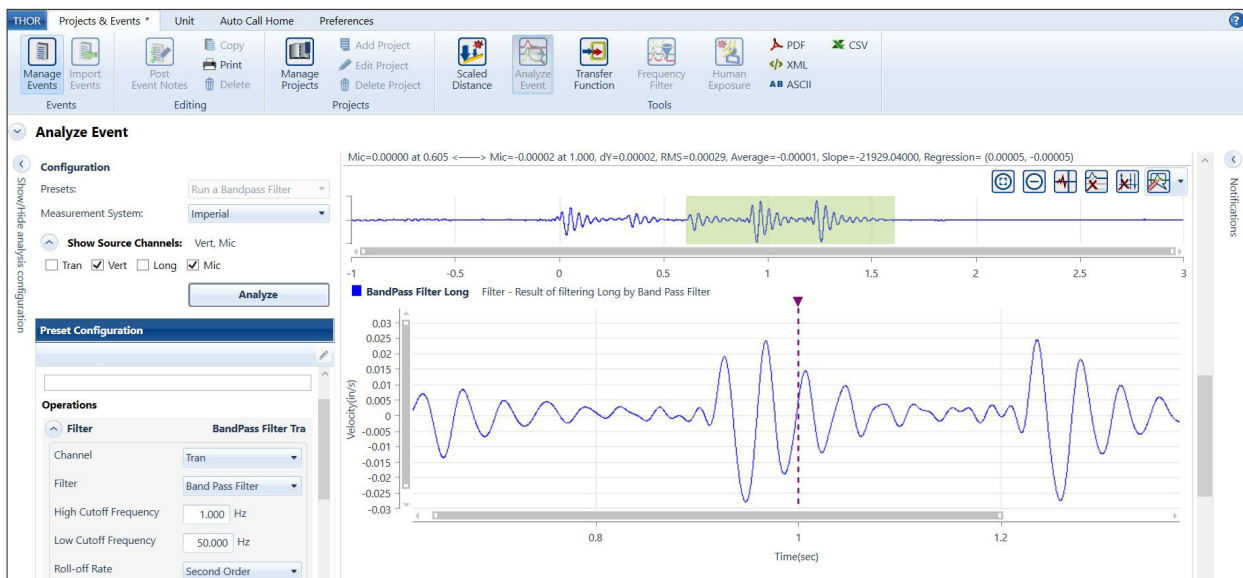 THOR Projects & Events * Unit Auto Call Home Preferences ?
Manage Events Import Events Post Event Notes Copy Print Delete Manage Projects Add Project Edit Project Delete Project Scaled Distance Analyze Event Transfer Function Frequency Filter Human Exposure PDF </> XML AB ASCII CSV
Events Editing Projects Tools
Analyze Event
Show/Hide analysis configuration
Configuration
Presets: Run a Bandpass Filter
Measurement System: Imperial
Show Source Channels: Vert, Mic
Tran Vert Long Mic
Analyze
Preset Configuration
Operations
Filter BandPass Filter Tra
Channel Tran
Filter Band Pass Filter
High Cutoff Frequency 1.000 Hz
Low Cutoff Frequency 50.000 Hz
Roll-off Rate Second Order
Mic=0.00000 at 0.605 <——> Mic=-0.00002 at 1.000, dY=0.00002, RMS=0.00029, Average=-0.00001, Slope=-21929.04000, Regression= (0.00005, -0.00005)
-1 -0.5 0 0.5 1 1.5 2 2.5 3
BandPass Filter Long Filter - Result of filtering Long by Band Pass Filter
Velocity(in/s)
0.03
0.025
0.02
0.015
0.01
0.005
0
-0.005
-0.01
-0.015
-0.02
-0.025
-0.03
0.8 1 1.2
Time(sec)
Notifications